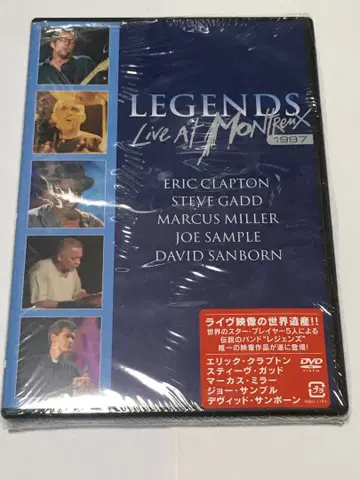 LEGENDS
Live AT MONTREUX
1997
ERIC CLAPTON
STEVE GADD
MARCUS MILLER
JOE SAMPLE
DAVID SANBORN
ライヴ映像の世界遺産!!
世界のスター・プレイヤー5人による
伝説のバンド"レジェンズ"
唯一の映像作品が遂に登場!
エリック・クラプトン
スティーヴ・ガッド
マーカス・ミラー
ジョー・サンプル
デヴィッド・サンボーン
DVD
VIDEO